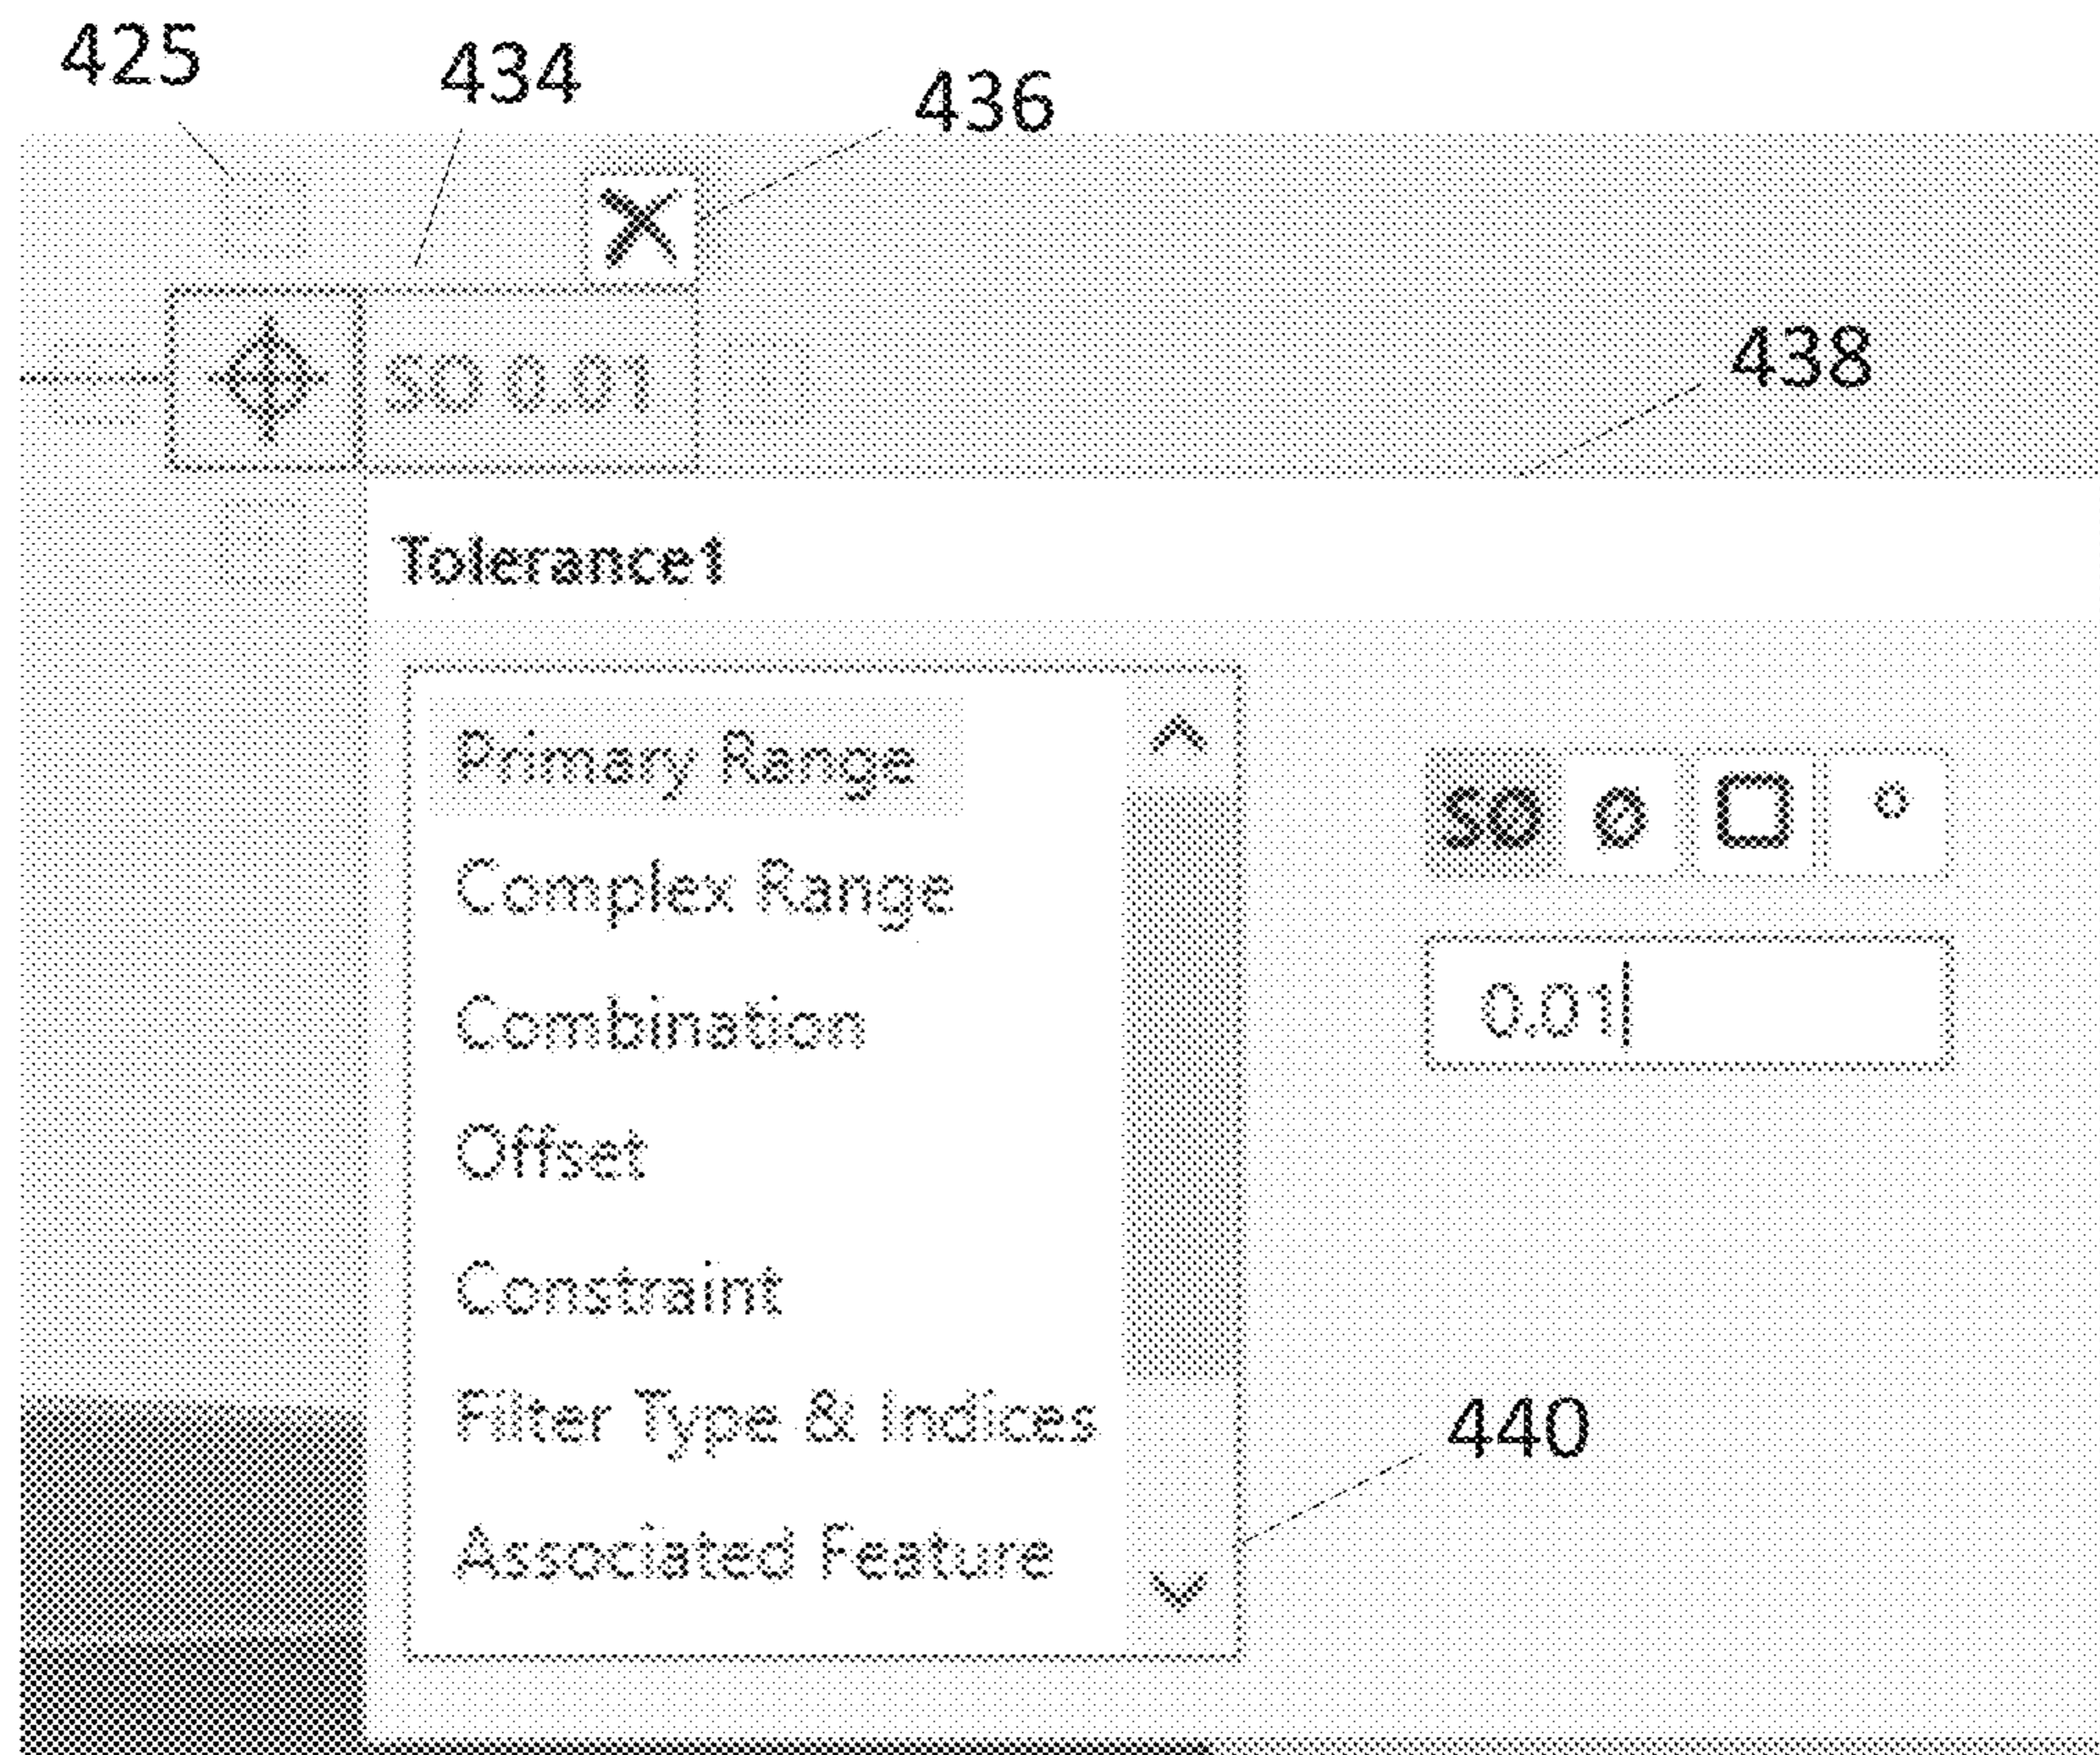 425
434
436
SO 0.01
438
Tolerance1
Primary Range
Complex Range
SØ Ø □ °
Combination
0.01
Offset
Constraint
Filter Type & Indices
440
Associated Feature